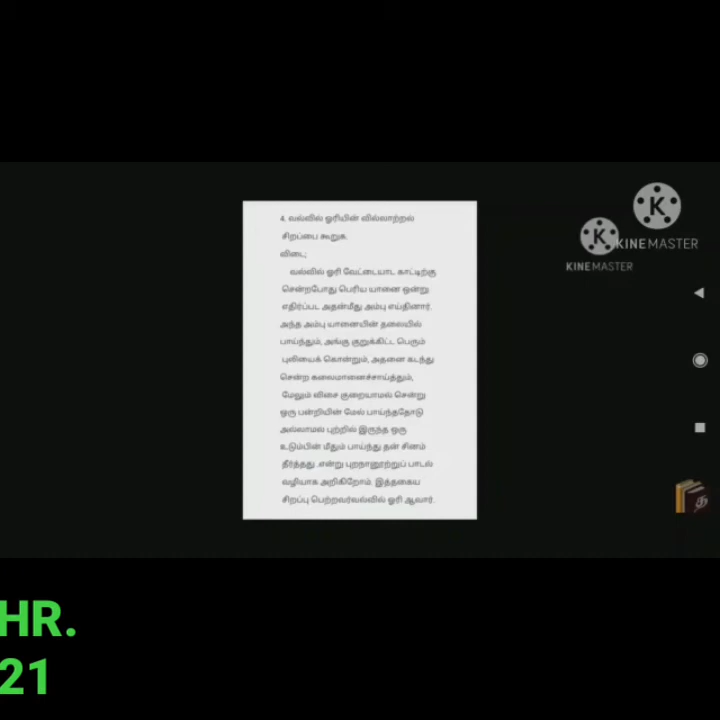 4. வல்வில் ஓரியின் வில்லாற்றல்
சிறப்பை கூறுக.
விடை;
வல்வில் ஓரி வேட்டையாட காட்டிற்கு
சென்றபோது பெரிய யானை ஒன்று
எதிர்ப்பட அதன்மீது அம்பு எய்தினார்.
அந்த அம்பு யானையின் தலையில்
பாய்ந்தும், அங்கு குறுக்கிட்ட பெரும்
புலியைக் கொன்றும், அதனை கடந்து
சென்ற கலைமானைச்சாய்த்தும்,
மேலும் விசை குறையாமல் சென்று
ஒரு பன்றியின் மேல் பாய்ந்ததோடு
அல்லாமல் புற்றில் இருந்த ஒரு
உடும்பின் மீதும் பாய்ந்து தன் சினம்
தீர்த்தது .என்று புறநானூற்றுப் பாடல்
வழியாக அறிகிறோம். இத்தகைய
சிறப்பு பெற்றவர்வல்வில் ஓரி ஆவார்.
K
KINEMASTER
K
KINEMASTER
த
HR.
21